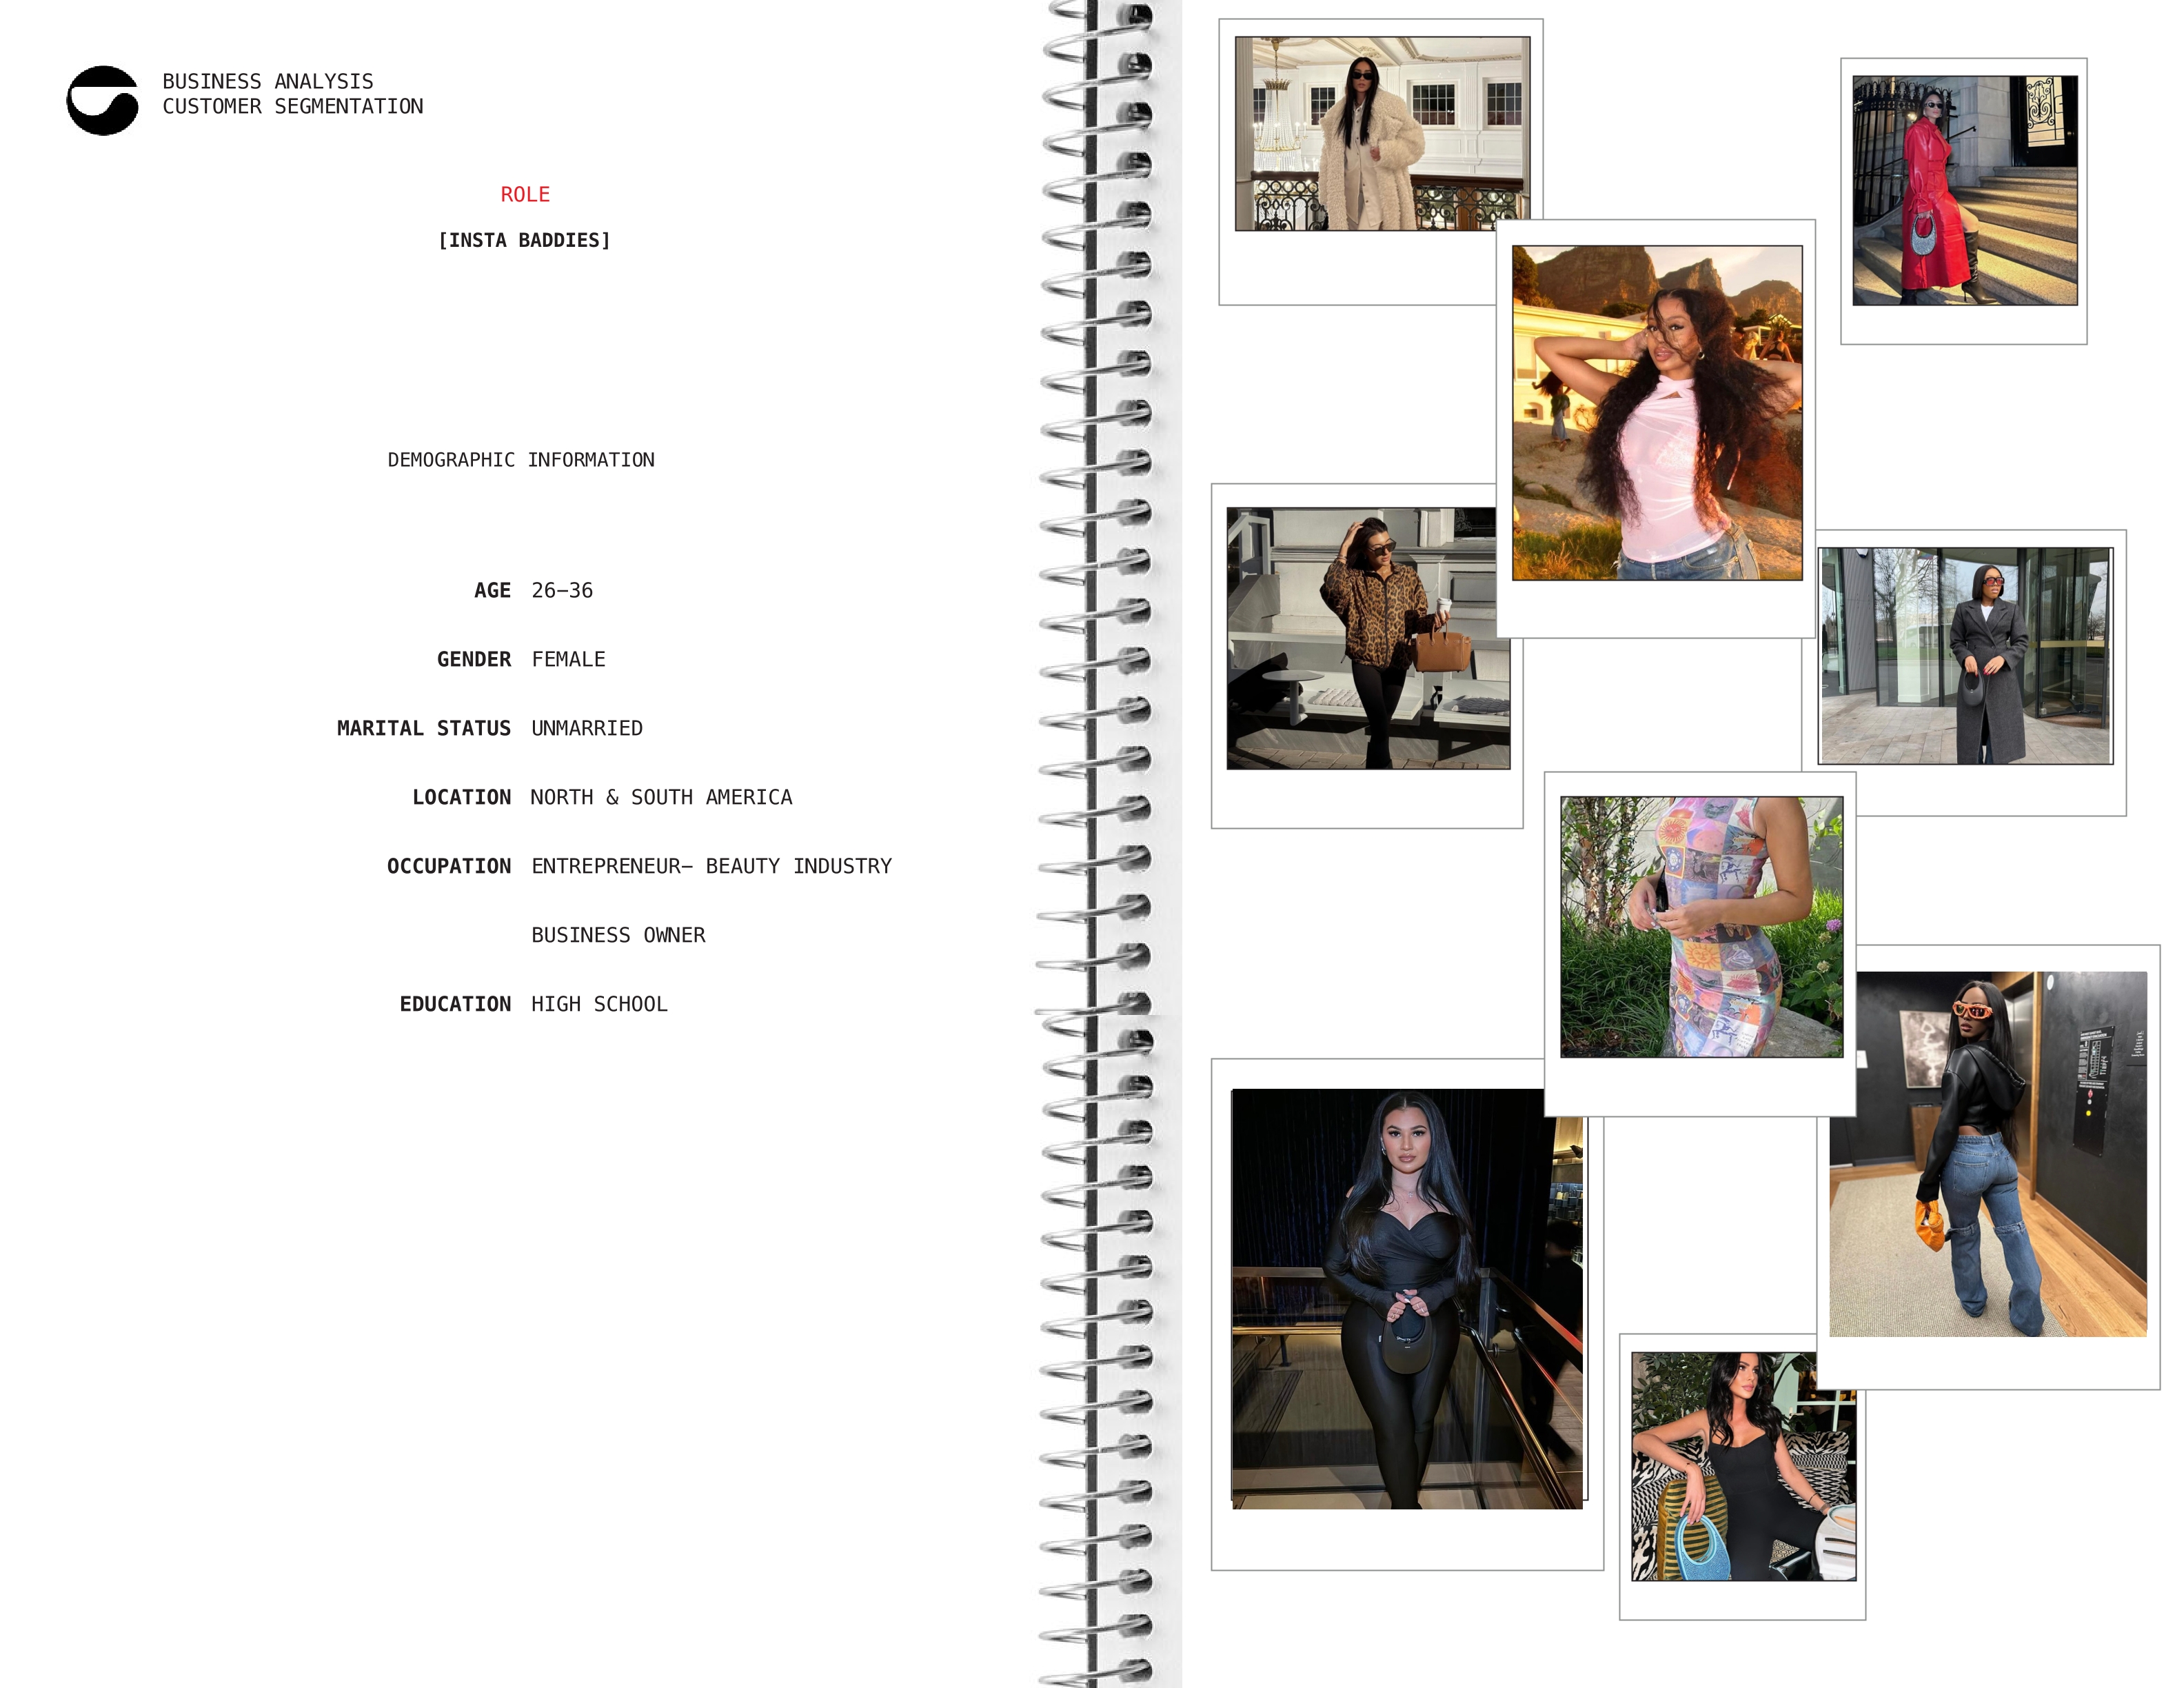 BUSINESS ANALYSIS
CUSTOMER SEGMENTATION
ROLE
[INSTA BADDIES]
DEMOGRAPHIC INFORMATION
AGE 26–36
GENDER FEMALE
MARITAL STATUS UNMARRIED
LOCATION NORTH & SOUTH AMERICA
OCCUPATION ENTREPRENEUR– BEAUTY INDUSTRY
BUSINESS OWNER
EDUCATION HIGH SCHOOL